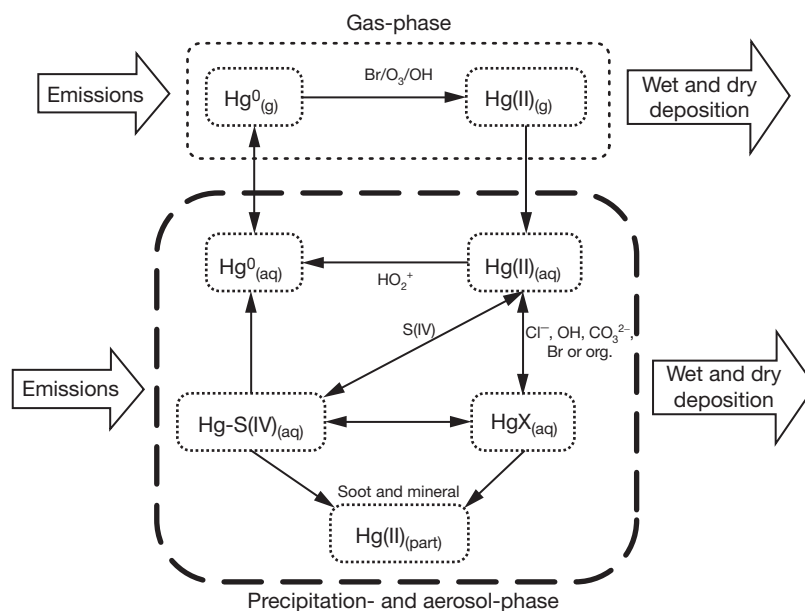 Gas-phase
Emissions
Hg⁰(g)
Br/O₃/OH
Hg(II)(g)
Wet and dry
deposition
Hg⁰(aq)
HO₂⁺
Hg(II)(aq)
S(IV)
Cl⁻, OH, CO₃²⁻,
Br or org.
Emissions
Hg-S(IV)(aq)
HgX(aq)
Wet and dry
deposition
Soot and mineral
Hg(II)(part)
Precipitation- and aerosol-phase